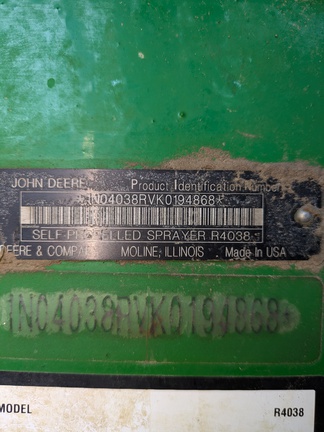 JOHN DEERE Product Identification Number
*1N04038RVK0194868*
SELF-PROPELLED SPRAYER R4038
DEERE & COMPANY MOLINE, ILLINOIS Made In USA
1N04038RVK0194868*
MODEL R4038